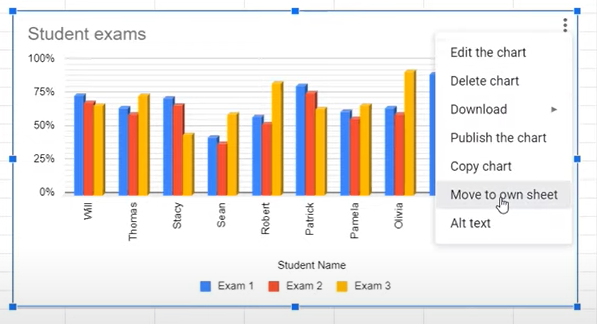 Student exams
100%
75%
50%
25%
0%
Will
Thomas
Stacy
Sean
Robert
Patrick
Pamela
Olivia
Student Name
Exam 1 Exam 2 Exam 3
Edit the chart
Delete chart
Download
Publish the chart
Copy chart
Move to own sheet
Alt text